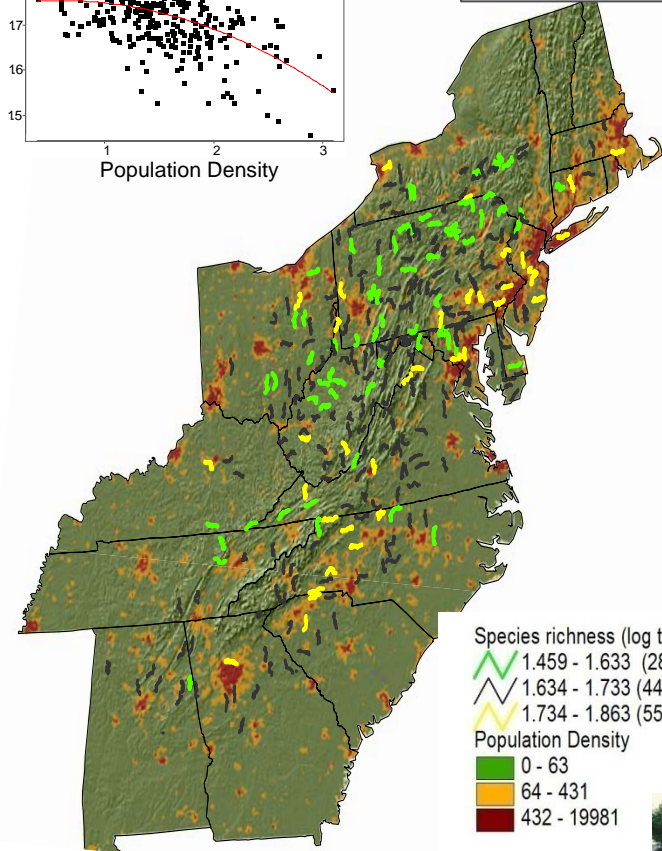 17
16
15
1 2 3
Population Density
Species richness (log t
1.459 - 1.633 (28
1.634 - 1.733 (44
1.734 - 1.863 (55
Population Density
0 - 63
64 - 431
432 - 19981